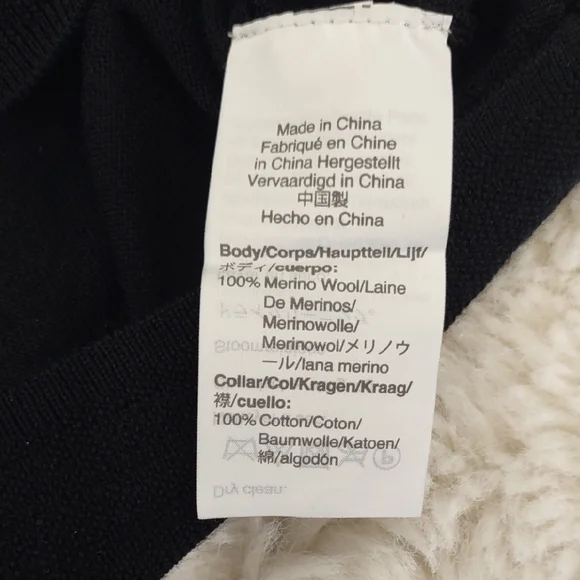 Made in China
Fabriqué en Chine
in China Hergestellt
Vervaardigd in China
中国製
Hecho en China
Body/Corps/Hauptteil/Lijf/
ボディ/cuerpo:
100% Merino Wool/Laine
De Merinos/
Merinowolle/
Merinowol/メリノウ
ール/lana merino
Collar/Col/Kragen/Kraag/
襟/cuello:
100% Cotton/Coton/
Baumwolle/Katoen/
綿/algodón
Dry clean.